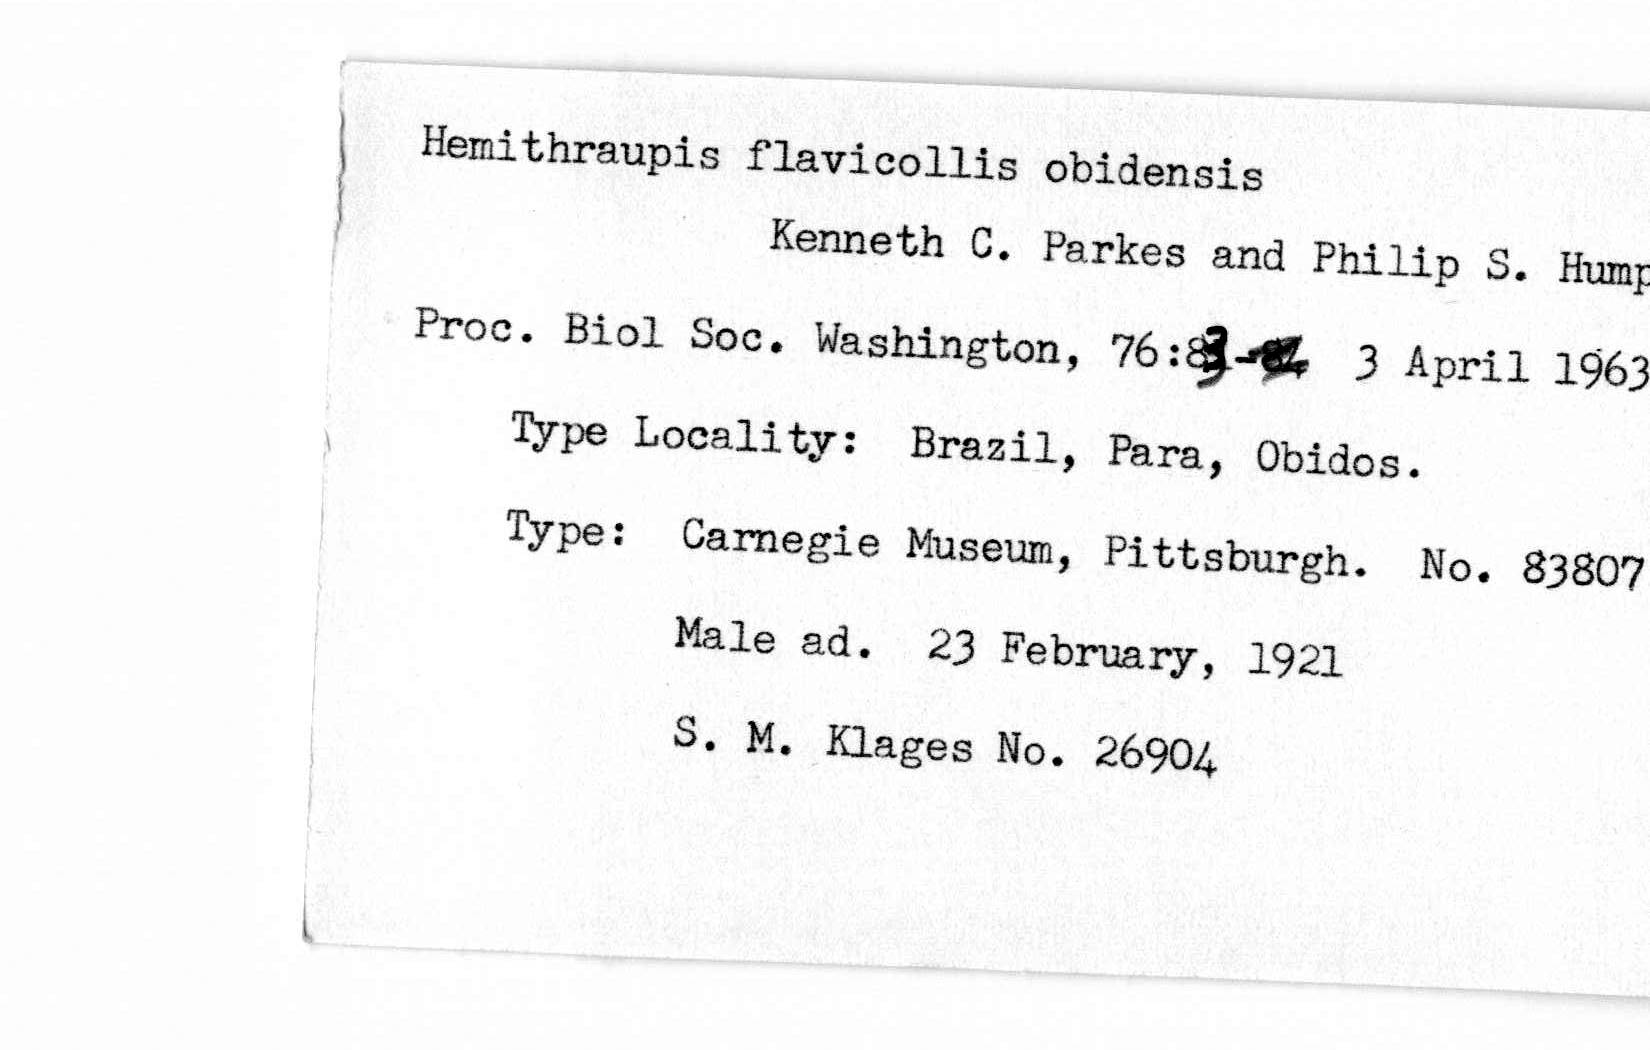 Hemithraupis flavicollis obidensis
Kenneth C. Parkes and Philip S. Hump
Proc. Biol Soc. Washington, 3 April 1963
Type Locality: Brazil, Para, Obidos.
Type: Carnegie Museum, Pittsburgh. No. 83807
Male ad. 23 February, 1921
S. M. Klages No. 26904